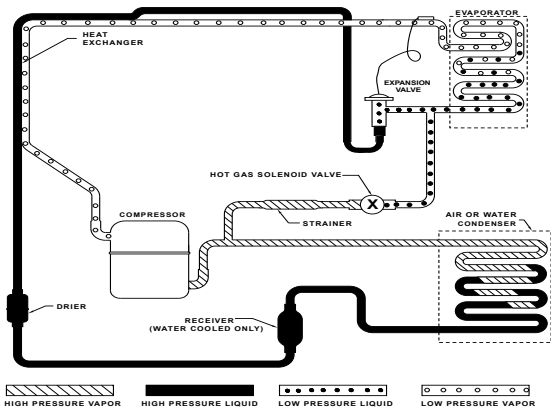 EVAPORATOR
HEAT
EXCHANGER
EXPANSION
VALVE
HOT GAS SOLENOID VALVE
X
STRAINER
COMPRESSOR
AIR OR WATER
CONDENSER
DRIER
RECEIVER
(WATER COOLED ONLY)
HIGH PRESSURE VAPOR
HIGH PRESSURE LIQUID
LOW PRESSURE LIQUID
LOW PRESSURE VAPOR